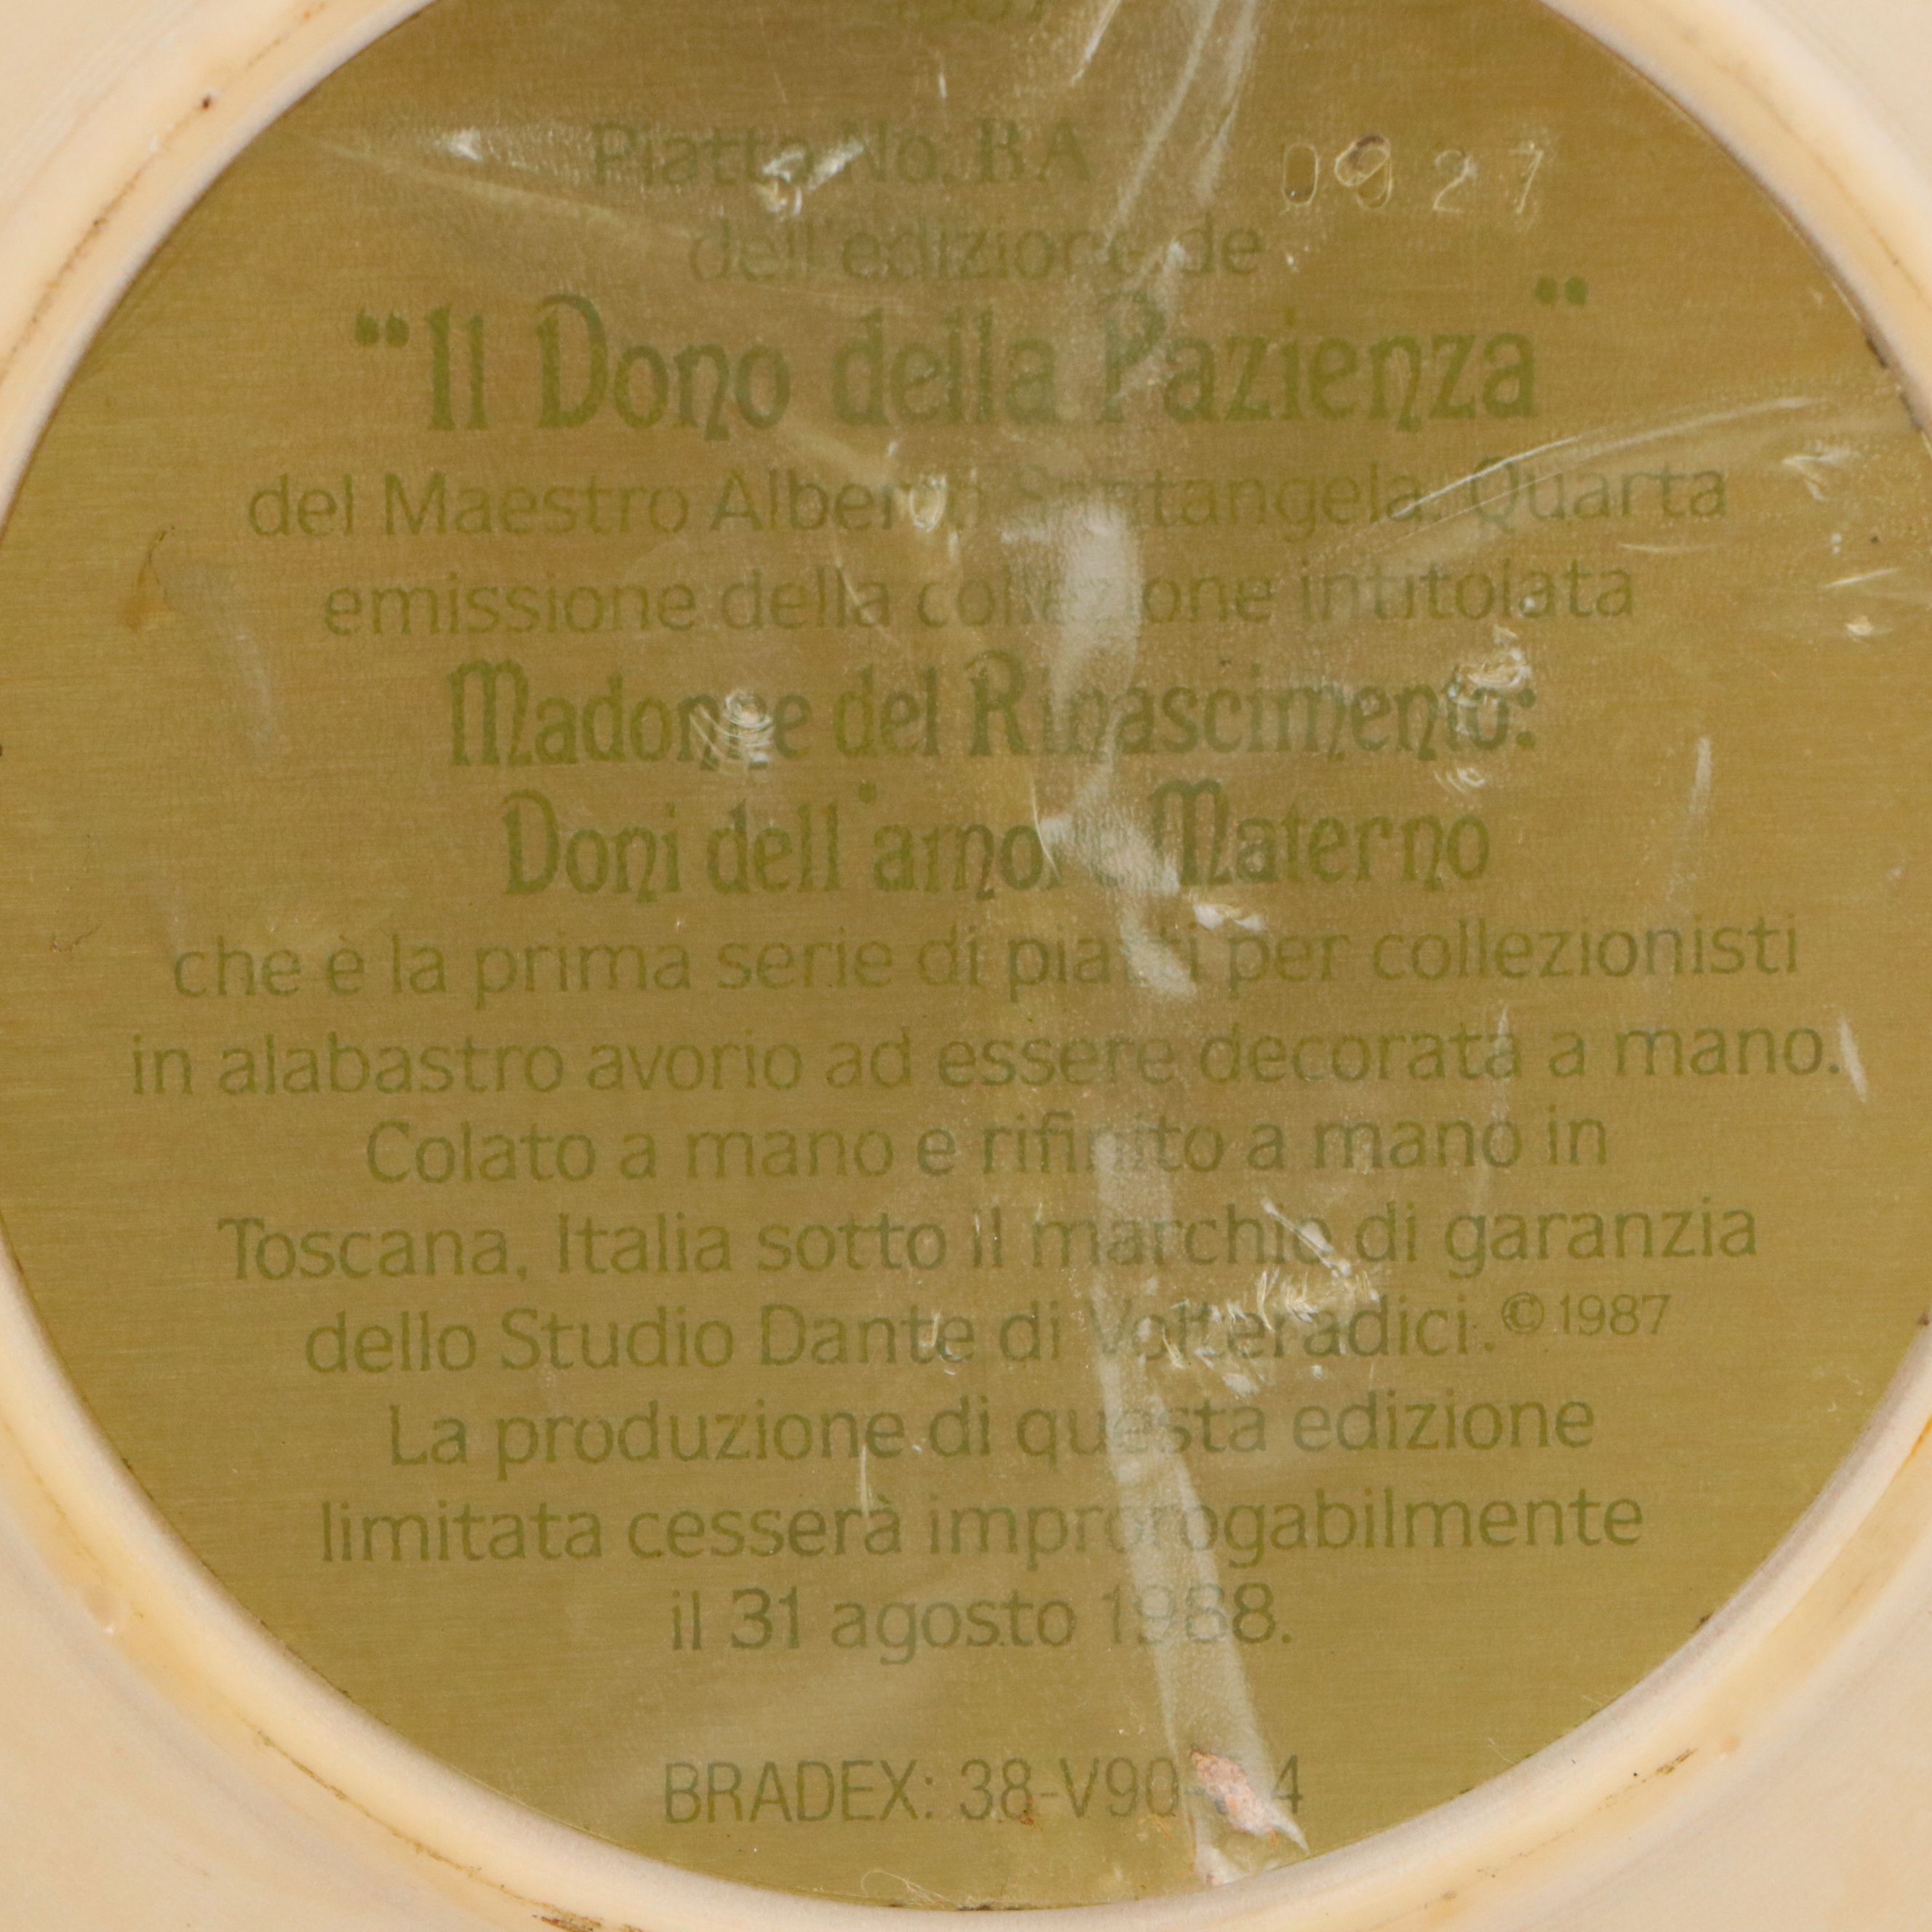 Piatto No. BA 0927
dell'edizione de
"Il Dono della Pazienza"
del Maestro Alberto Santangela. Quarta
emissione della collezione intitolata
Madonne del Rinascimento:
Doni dell'amore Materno
che è la prima serie di piatti per collezionisti
in alabastro avorio ad essere decorata a mano.
Colato a mano e rifinito a mano in
Toscana, Italia sotto il marchio di garanzia
dello Studio Dante di Volteradici. © 1987
La produzione di questa edizione
limitata cesserà improrogabilmente
il 31 agosto 1988.
BRADEX: